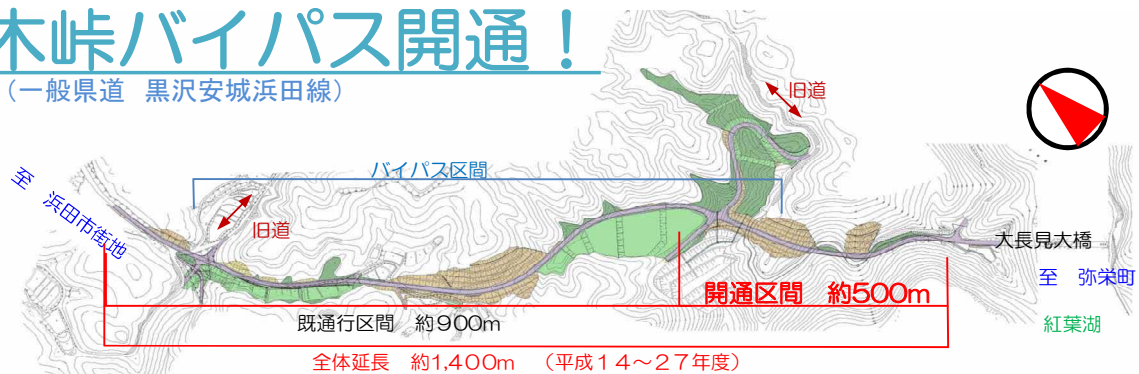 木峠バイパス開通！
（一般県道　黒沢安城浜田線）
旧道
バイパス区間
至　浜田市街地
旧道
大長見大橋
至　弥栄町
開通区間　約500m
既通行区間　約900m
紅葉湖
全体延長　約1,400m　（平成１４～２７年度）